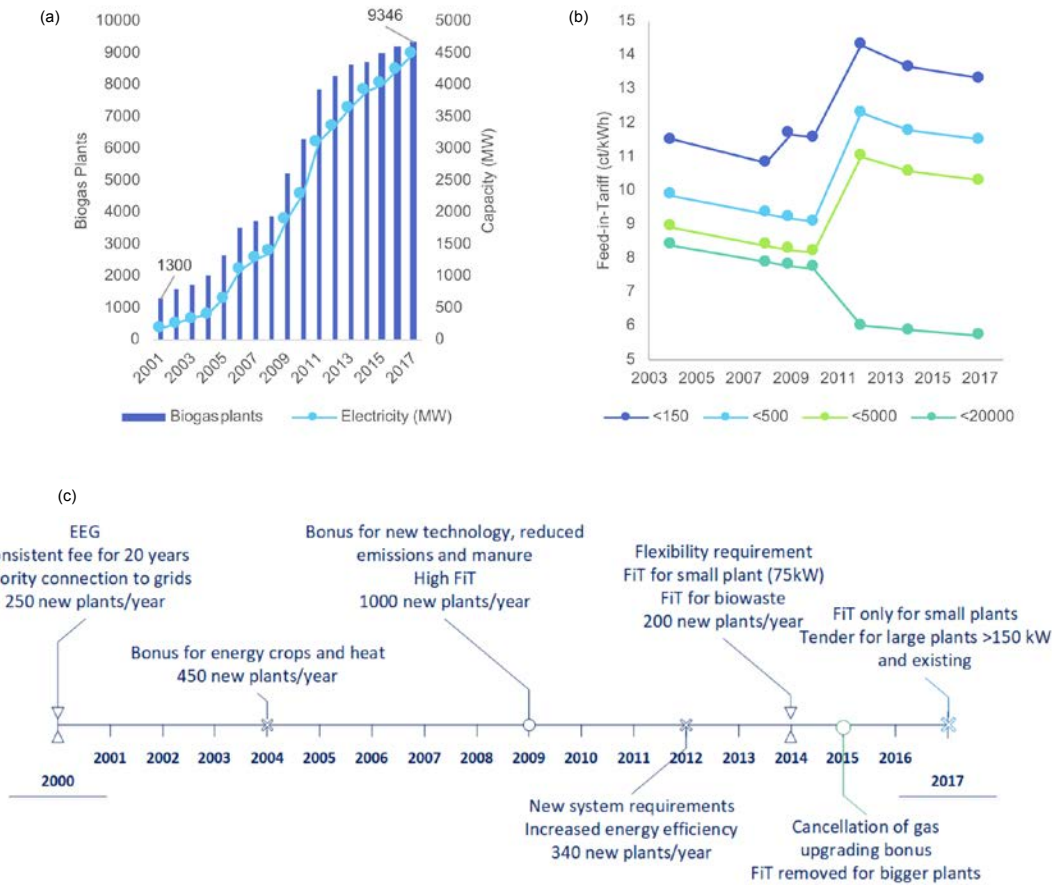 (a)
10000
9000
8000
7000
6000
5000
4000
3000
2000
1000
0
Biogas Plants
1300
9346
5000
4500
4000
3500
3000
2500
2000
1500
1000
500
0
Capacity (MW)
2001
2003
2005
2007
2009
2011
2013
2015
2017
Biogas plants
Electricity (MW)
(b)
15
14
13
12
11
10
9
8
7
6
5
Feed-in-Tariff (ct/kWh)
2003 2005 2007 2009 2011 2013 2015 2017
<150 <500 <5000 <20000
(c)
EEG
nsistent fee for 20 years
ority connection to grids
250 new plants/year
Bonus for energy crops and heat
450 new plants/year
Bonus for new technology, reduced
emissions and manure
High FiT
1000 new plants/year
Flexibility requirement
FiT for small plant (75kW)
FiT for biowaste
200 new plants/year
FiT only for small plants
Tender for large plants >150 kW
and existing
2001 2002 2003 2004 2005 2006 2007 2008 2009 2010 2011 2012 2013 2014 2015 2016
2000
2017
New system requirements
Increased energy efficiency
340 new plants/year
Cancellation of gas
upgrading bonus
FiT removed for bigger plants